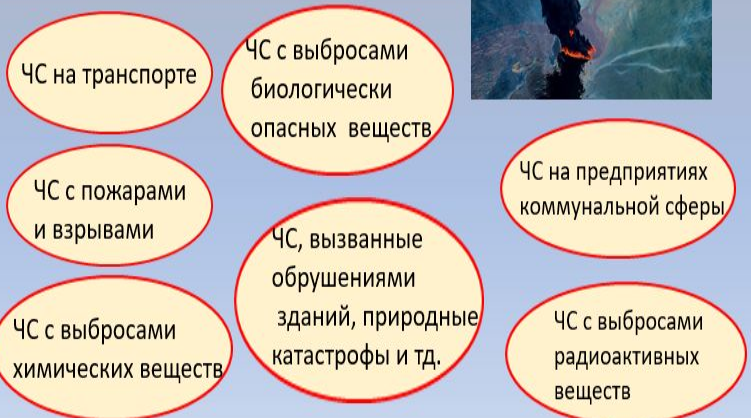 ЧС на транспорте
ЧС с выбросами
биологически
опасных веществ
ЧС с пожарами
и взрывами
ЧС на предприятиях
коммунальной сферы
ЧС, вызванные
обрушениями
зданий, природные
катастрофы и тд.
ЧС с выбросами
химических веществ
ЧС с выбросами
радиоактивных
веществ